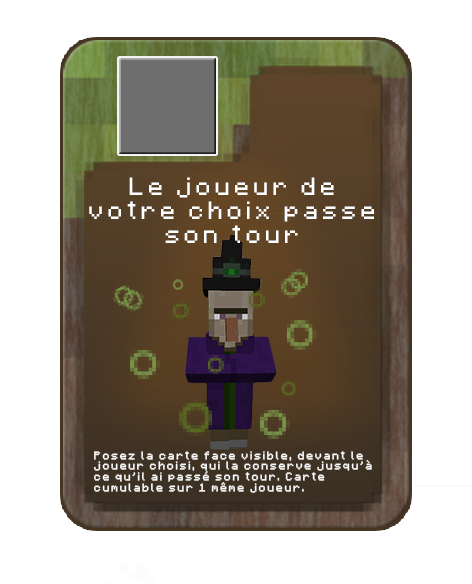 Le joueur de
votre choix passe
son tour
Posez la carte face visible, devant le
joueur choisi, qui la conserve jusqu'à
ce qu'il ai passé son tour. Carte
cumulable sur 1 même joueur.